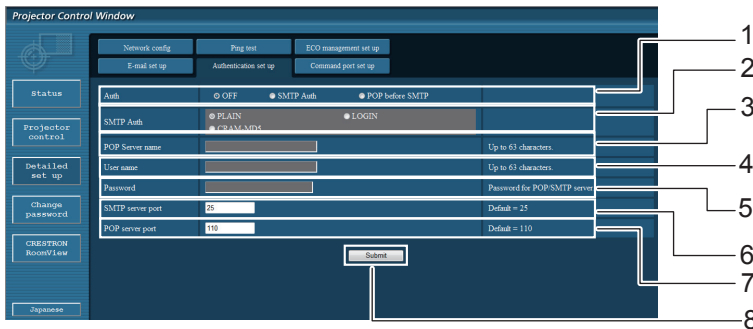 Projector Control Window
Network config Ping test ECO management set up
E-mail set up Authentication set up Command port set up
Status
Projector control
Detailed set up
Change password
CRESTRON RoomView
Japanese
Auth OFF SMTP Auth POP before SMTP
SMTP Auth PLAIN LOGIN
CRAM-MD5
POP Server name Up to 63 characters.
User name Up to 63 characters.
Password Password for POP/SMTP server
SMTP server port 25 Default = 25
POP server port 110 Default = 110
Submit
1
2
3
4
5
6
7
8